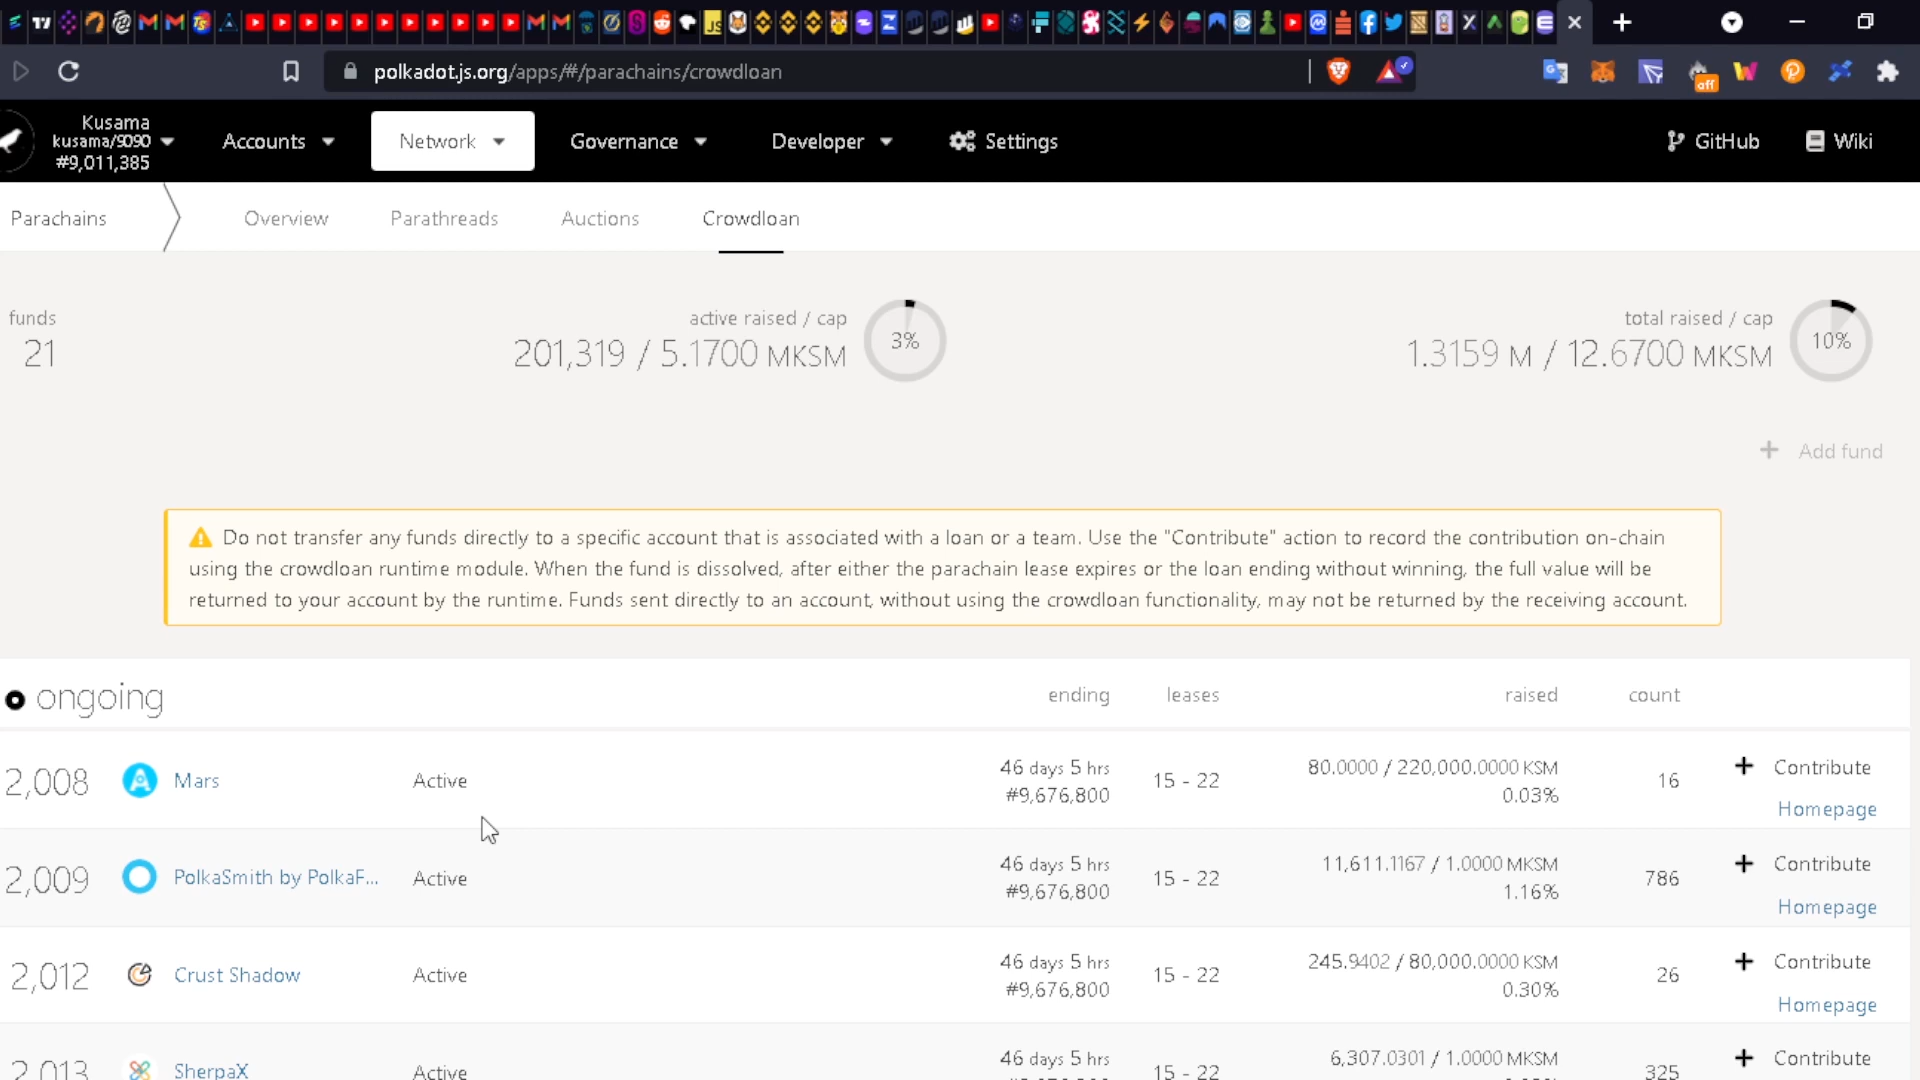 polkadot.js.org/apps/#/parachains/crowdloan
off
Kusama
kusama/9090
#9,011,385
Accounts
Network
Governance
Developer
Settings
GitHub
Wiki
Parachains
Overview
Parathreads
Auctions
Crowdloan
funds
21
active raised / cap
201,319 / 5.1700 MKSM
3%
total raised / cap
1.3159 M / 12.6700 MKSM
10%
+ Add fund
Do not transfer any funds directly to a specific account that is associated with a loan or a team. Use the "Contribute" action to record the contribution on-chain
using the crowdloan runtime module. When the fund is dissolved, after either the parachain lease expires or the loan ending without winning, the full value will be
returned to your account by the runtime. Funds sent directly to an account, without using the crowdloan functionality, may not be returned by the receiving account.
ongoing ending leases raised count
2,008 Mars Active 46 days 5 hrs 15 - 22 80.0000 / 220,000.0000 KSM 16 + Contribute
#9,676,800 0.03% Homepage
2,009 PolkaSmith by PolkaF... Active 46 days 5 hrs 15 - 22 11,611.1167 / 1.0000 MKSM 786 + Contribute
#9,676,800 1.16% Homepage
2,012 Crust Shadow Active 46 days 5 hrs 15 - 22 245.9402 / 80,000.0000 KSM 26 + Contribute
#9,676,800 0.30% Homepage
2,013 SherpaX Active 46 days 5 hrs 15 - 22 6,307.0301 / 1.0000 MKSM 325 + Contribute